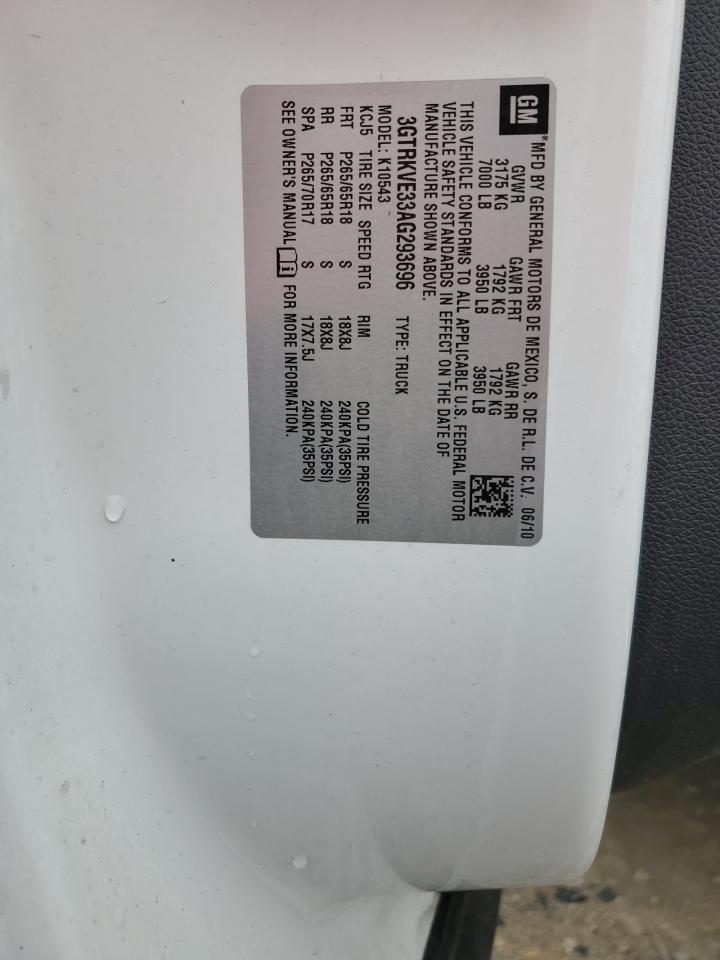 GM
MFD BY GENERAL MOTORS DE MEXICO, S. DE R.L. DE C.V. 06/10
GVWR GAWR FRT GAWR RR
3175 KG 1792 KG 1792 KG
7000 LB 3950 LB 3950 LB
THIS VEHICLE CONFORMS TO ALL APPLICABLE U.S. FEDERAL MOTOR
VEHICLE SAFETY STANDARDS IN EFFECT ON THE DATE OF
MANUFACTURE SHOWN ABOVE.
3GTRKVE33AG293696 TYPE: TRUCK
MODEL: K10543
KCJ5 TIRE SIZE SPEED RTG RIM COLD TIRE PRESSURE
FRT P265/65R18 S 18X8J 240KPA(35PSI)
RR P265/65R18 S 18X8J 240KPA(35PSI)
SPA P265/70R17 S 17X7.5J 240KPA(35PSI)
SEE OWNER'S MANUAL i FOR MORE INFORMATION.